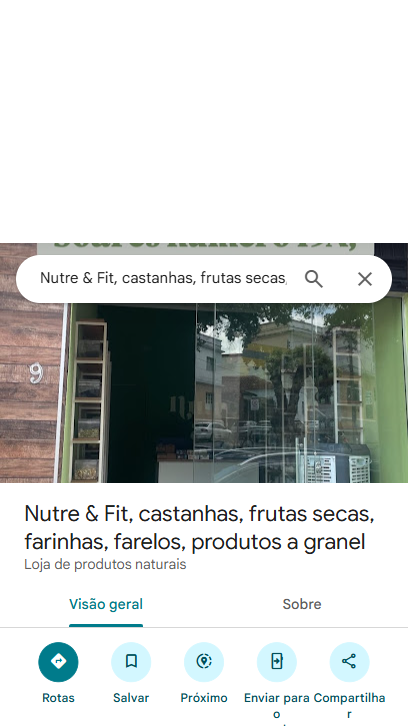 Nutre & Fit, castanhas, frutas secas,
9
Nutre & Fit, castanhas, frutas secas,
farinhas, farelos, produtos a granel
Loja de produtos naturais
Visão geral
Sobre
Rotas
Salvar
Próximo
Enviar para o
Compartilhar